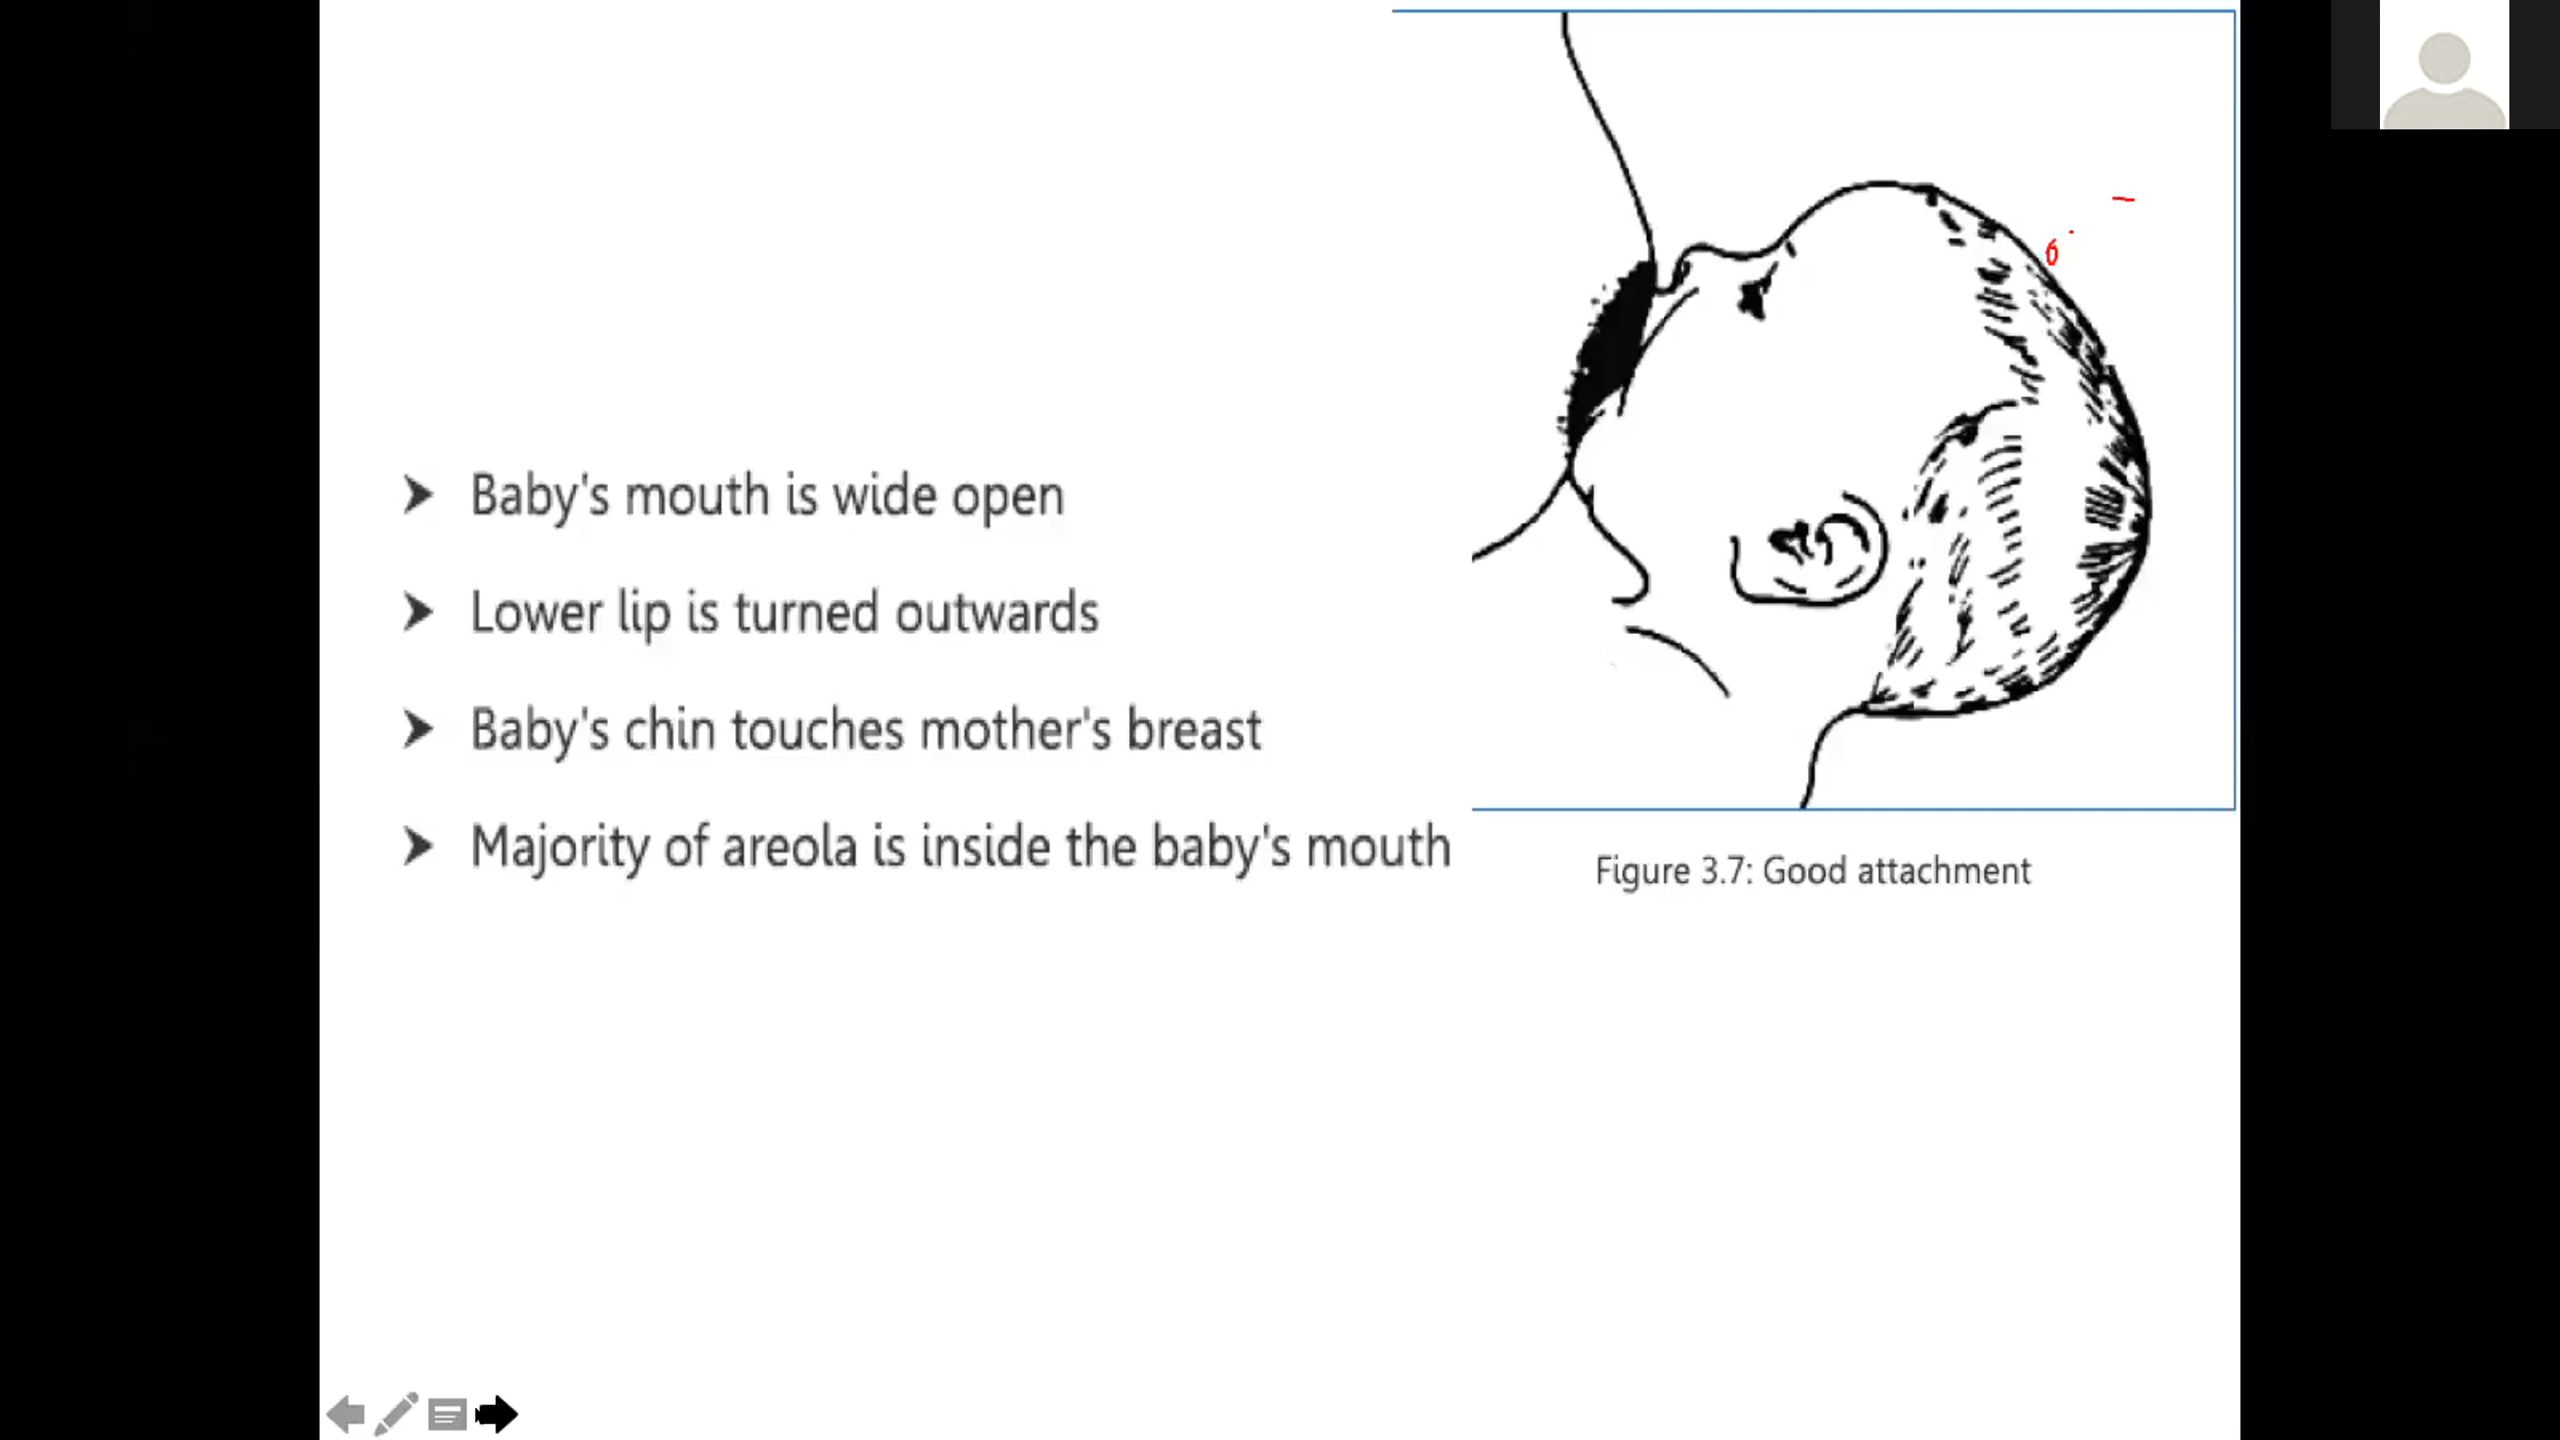 ➤ Baby's mouth is wide open
➤ Lower lip is turned outwards
➤ Baby's chin touches mother's breast
➤ Majority of areola is inside the baby's mouth
Figure 3.7: Good attachment